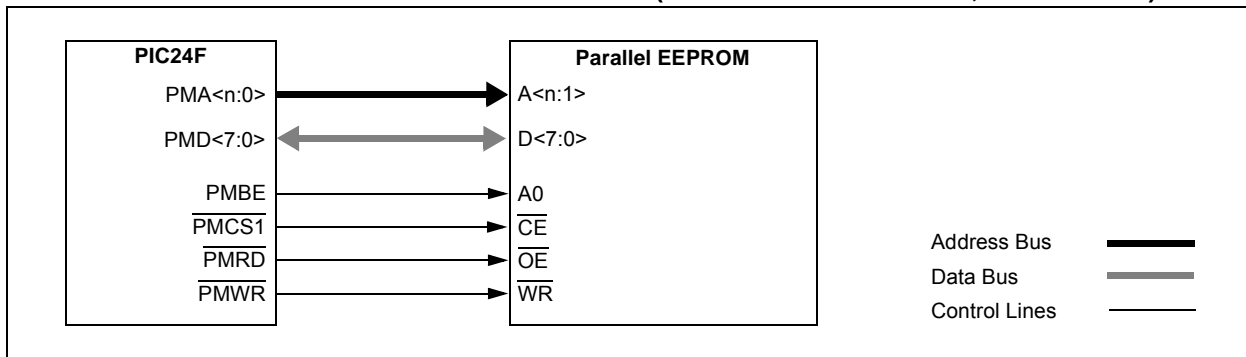 PIC24F
Parallel EEPROM
PMA<n:0>
A<n:1>
PMD<7:0>
D<7:0>
PMBE
A0
PMCS1
CE
PMRD
OE
PMWR
WR
Address Bus
Data Bus
Control Lines